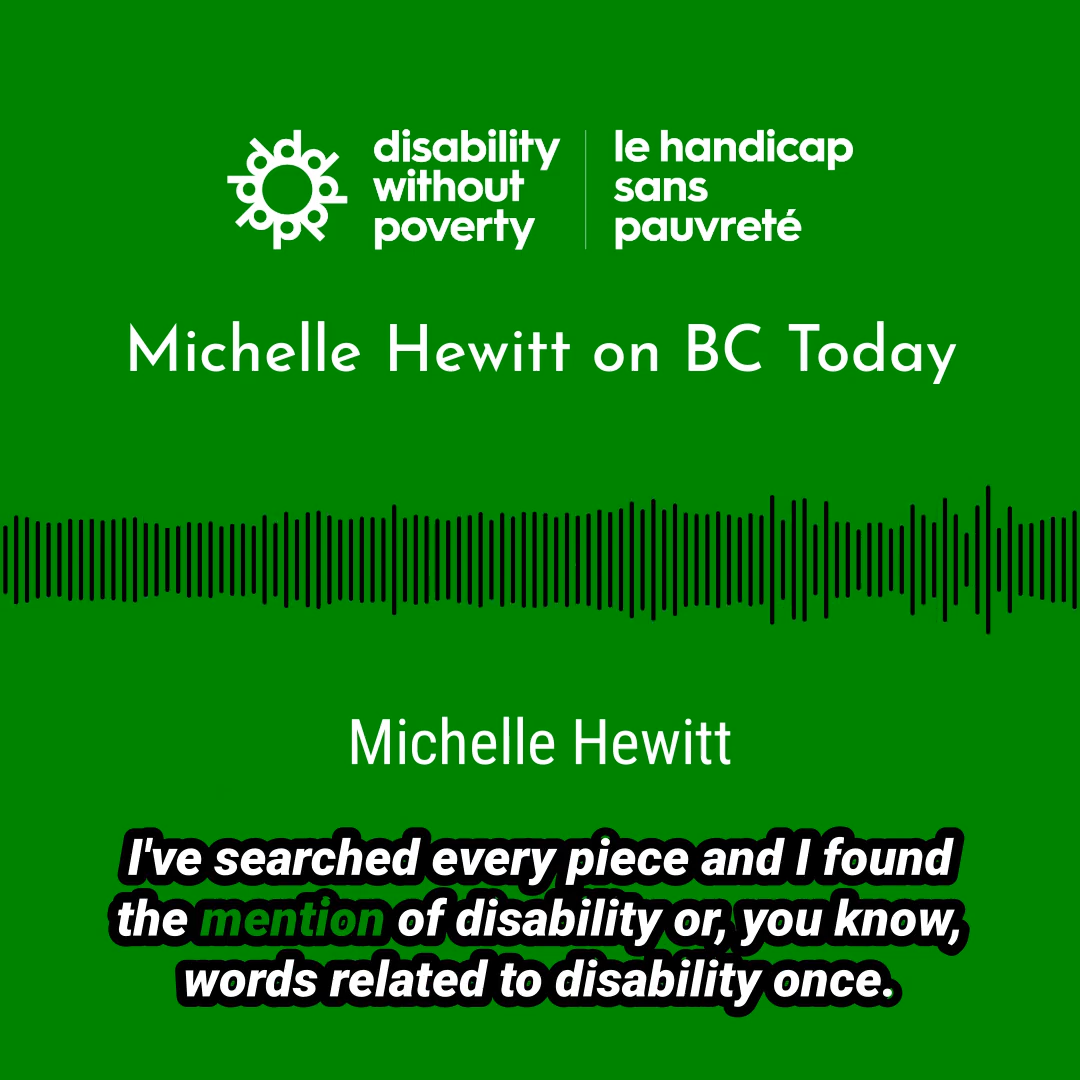 disability
without
poverty
le handicap
sans
pauvreté
Michelle Hewitt on BC Today
Michelle Hewitt
I've searched every piece and I found
the mention of disability or, you know,
words related to disability once.